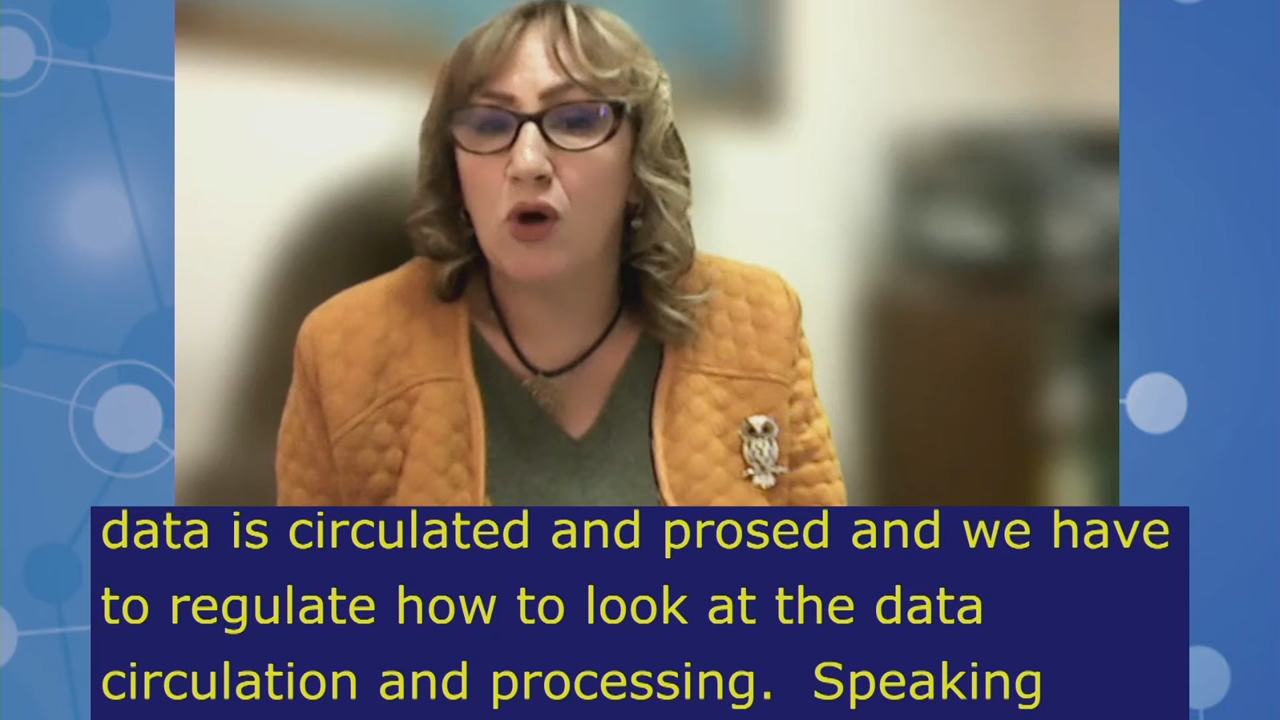 data is circulated and prosed and we have
to regulate how to look at the data
circulation and processing.  Speaking